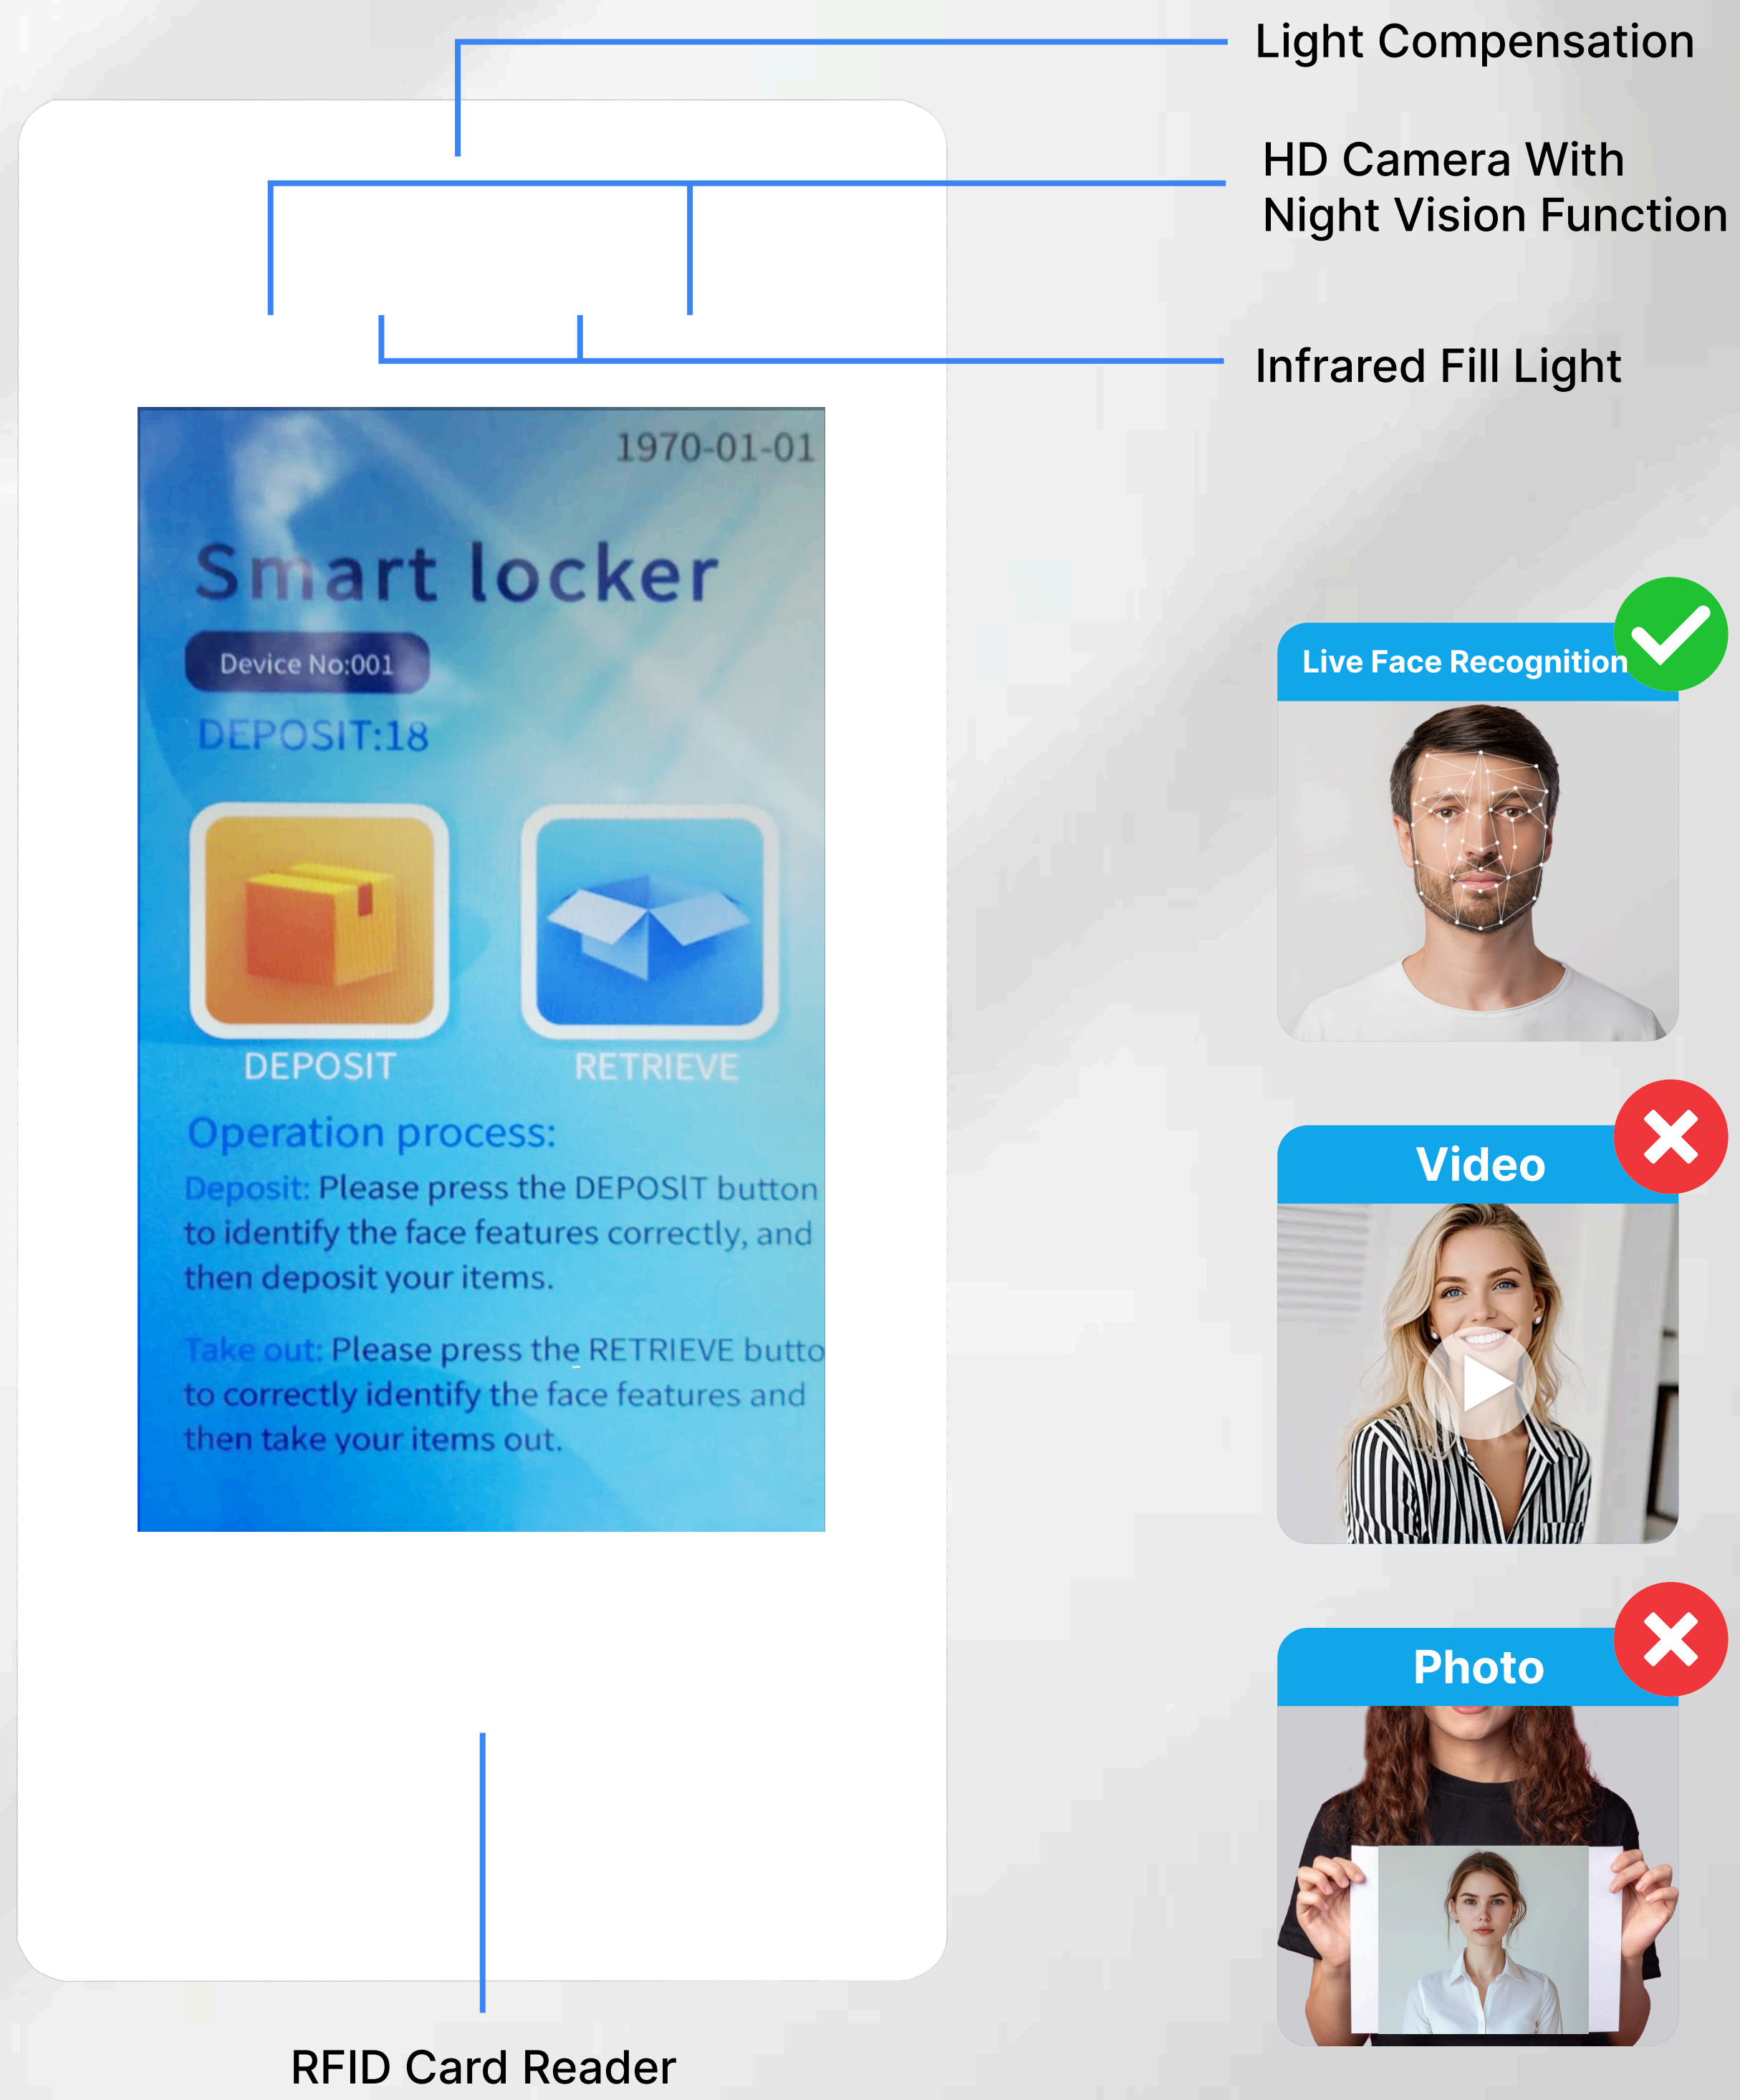 Light Compensation
HD Camera With
Night Vision Function
Infrared Fill Light
1970-01-01
Smart locker
Device No:001
DEPOSIT:18
DEPOSIT
RETRIEVE
Operation process:
Deposit: Please press the DEPOSIT button
to identify the face features correctly, and
then deposit your items.
Take out: Please press the RETRIEVE butto
to correctly identify the face features and
then take your items out.
RFID Card Reader
Live Face Recognition
Video
Photo